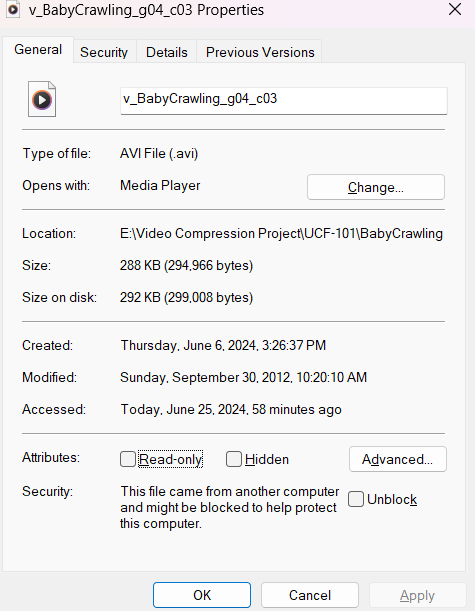 v_BabyCrawling_g04_c03 Properties
General Security Details Previous Versions
v_BabyCrawling_g04_c03
Type of file: AVI File (.avi)
Opens with: Media Player Change...
Location: E:\Video Compression Project\UCF-101\BabyCrawling
Size: 288 KB (294,966 bytes)
Size on disk: 292 KB (299,008 bytes)
Created: Thursday, June 6, 2024, 3:26:37 PM
Modified: Sunday, September 30, 2012, 10:20:10 AM
Accessed: Today, June 25, 2024, 58 minutes ago
Attributes: Read-only Hidden Advanced...
Security: This file came from another computer
and might be blocked to help protect
this computer.
Unblock
OK Cancel Apply